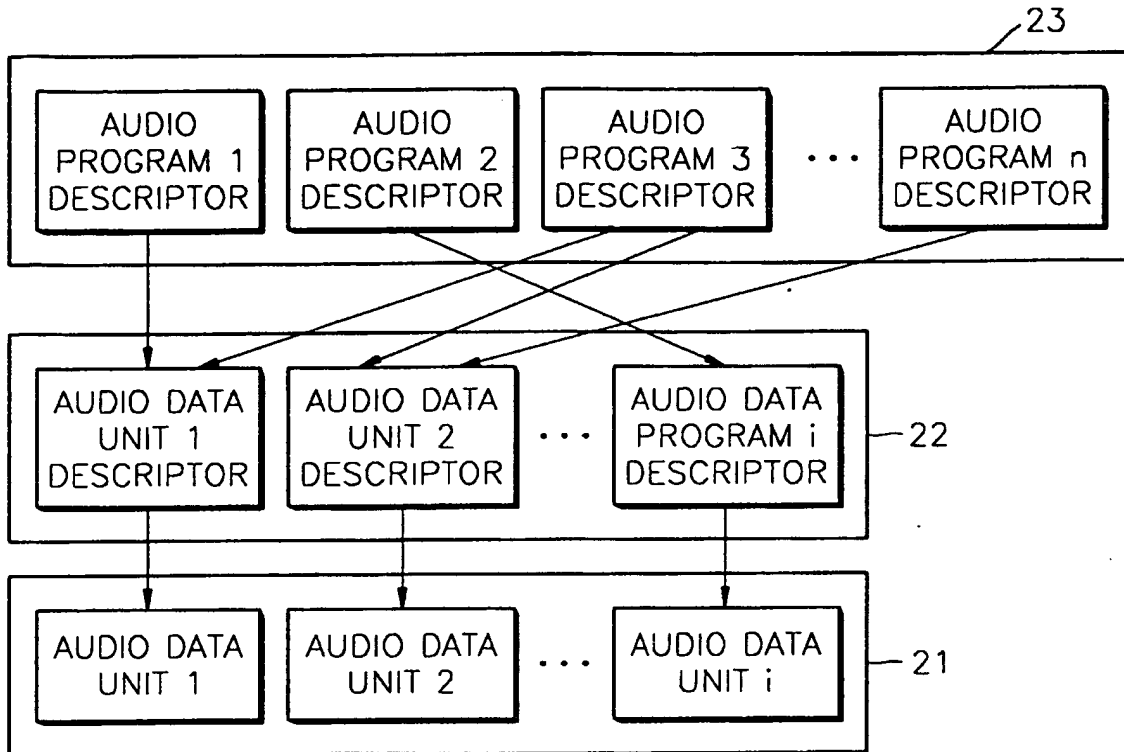 23
AUDIO
PROGRAM 1
DESCRIPTOR
AUDIO
PROGRAM 2
DESCRIPTOR
AUDIO
PROGRAM 3
DESCRIPTOR
...
AUDIO
PROGRAM n
DESCRIPTOR
AUDIO DATA
UNIT 1
DESCRIPTOR
AUDIO DATA
UNIT 2
DESCRIPTOR
...
AUDIO DATA
PROGRAM i
DESCRIPTOR
22
AUDIO DATA
UNIT 1
AUDIO DATA
UNIT 2
...
AUDIO DATA
UNIT i
21